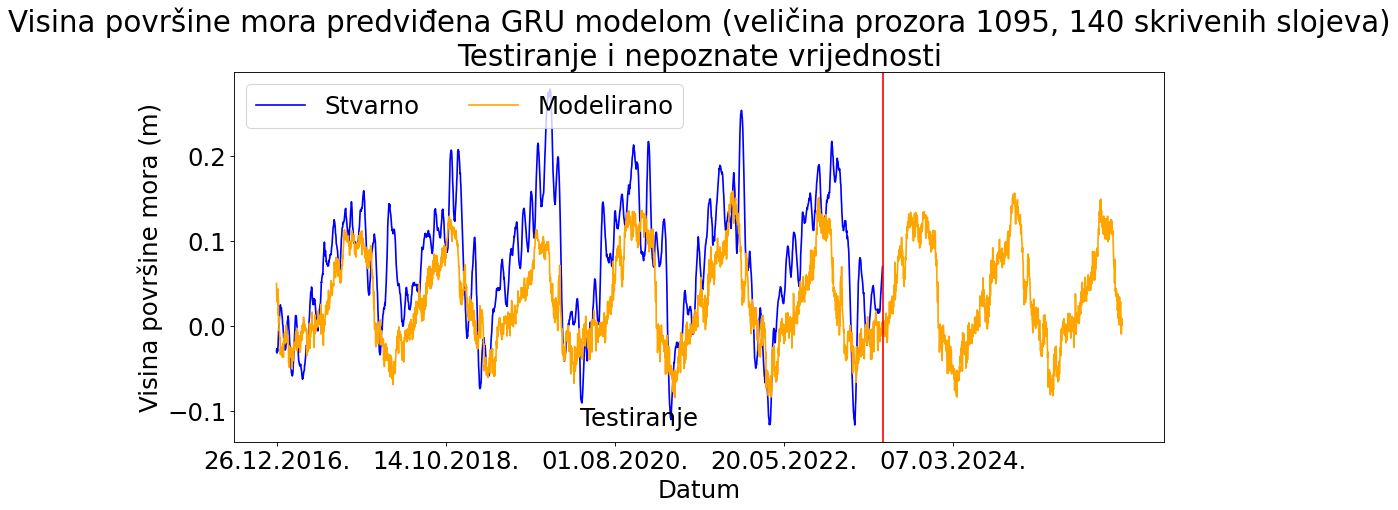 Visina površine mora predviđena GRU modelom (veličina prozora 1095, 140 skrivenih slojeva)
Testiranje i nepoznate vrijednosti
Stvarno
Modelirano
Visina površine mora (m)
0.2
0.1
0.0
−0.1
Testiranje
26.12.2016.
14.10.2018.
01.08.2020.
20.05.2022.
07.03.2024.
Datum